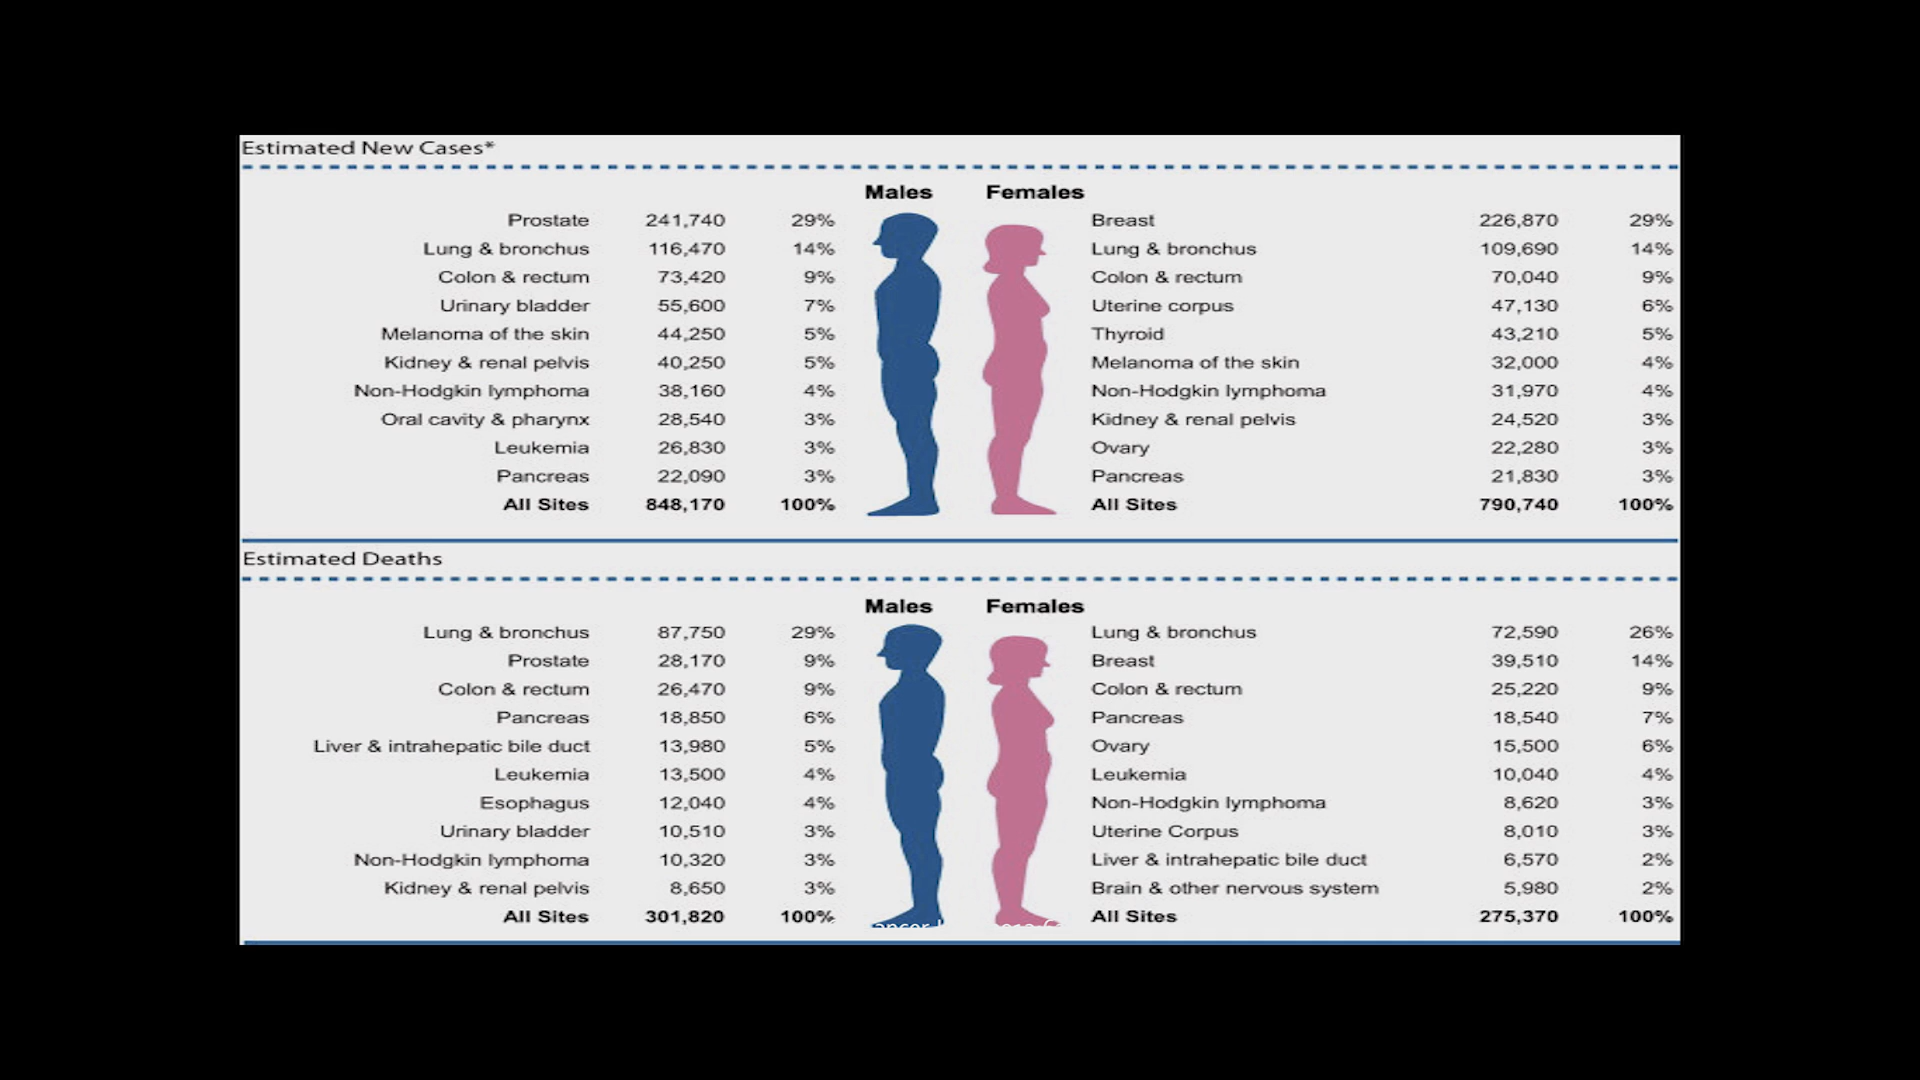 Estimated New Cases*
Males Females
Prostate 241,740 29% Breast 226,870 29%
Lung & bronchus 116,470 14% Lung & bronchus 109,690 14%
Colon & rectum 73,420 9% Colon & rectum 70,040 9%
Urinary bladder 55,600 7% Uterine corpus 47,130 6%
Melanoma of the skin 44,250 5% Thyroid 43,210 5%
Kidney & renal pelvis 40,250 5% Melanoma of the skin 32,000 4%
Non-Hodgkin lymphoma 38,160 4% Non-Hodgkin lymphoma 31,970 4%
Oral cavity & pharynx 28,540 3% Kidney & renal pelvis 24,520 3%
Leukemia 26,830 3% Ovary 22,280 3%
Pancreas 22,090 3% Pancreas 21,830 3%
All Sites 848,170 100% All Sites 790,740 100%
Estimated Deaths
Males Females
Lung & bronchus 87,750 29% Lung & bronchus 72,590 26%
Prostate 28,170 9% Breast 39,510 14%
Colon & rectum 26,470 9% Colon & rectum 25,220 9%
Pancreas 18,850 6% Pancreas 18,540 7%
Liver & intrahepatic bile duct 13,980 5% Ovary 15,500 6%
Leukemia 13,500 4% Leukemia 10,040 4%
Esophagus 12,040 4% Non-Hodgkin lymphoma 8,620 3%
Urinary bladder 10,510 3% Uterine Corpus 8,010 3%
Non-Hodgkin lymphoma 10,320 3% Liver & intrahepatic bile duct 6,570 2%
Kidney & renal pelvis 8,650 3% Brain & other nervous system 5,980 2%
All Sites 301,820 100% All Sites 275,370 100%